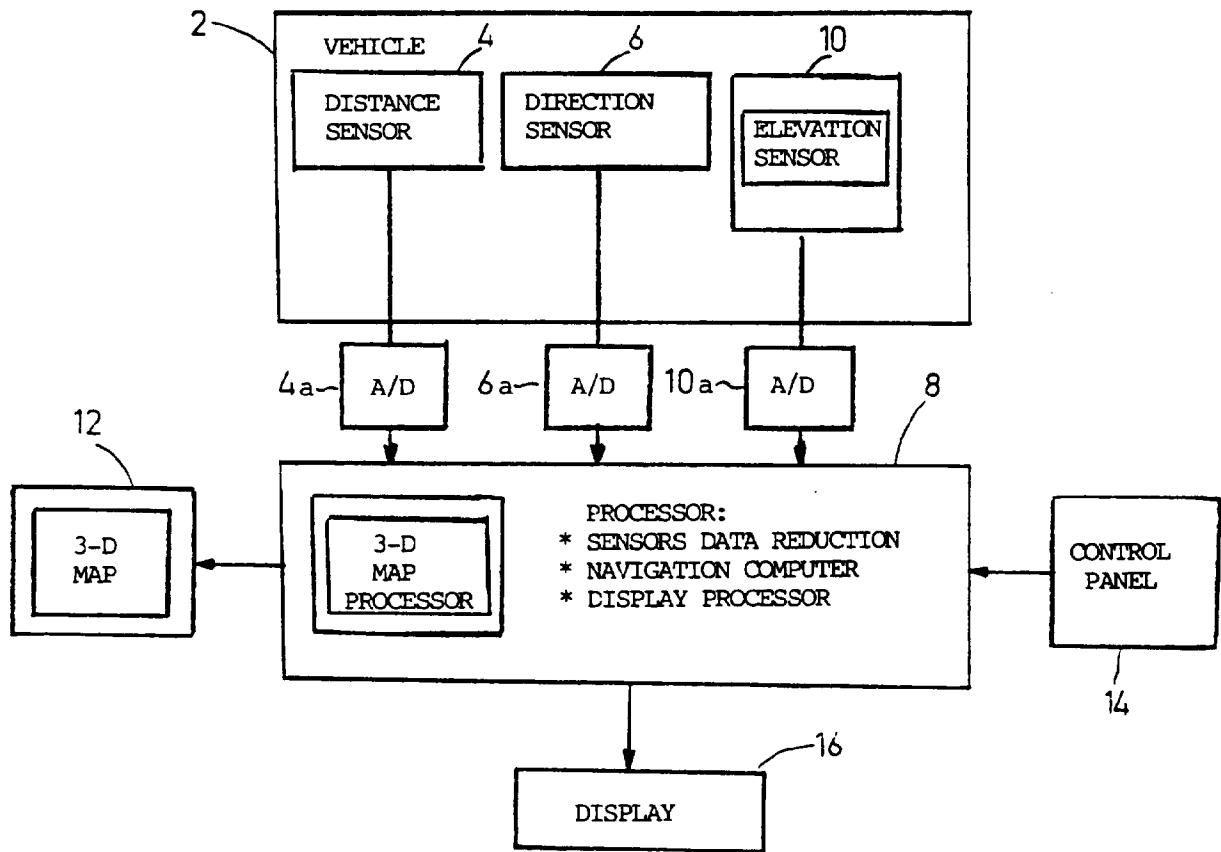 2
VEHICLE
4
6
10
DISTANCE
SENSOR
DIRECTION
SENSOR
ELEVATION
SENSOR
4a
A/D
6a
A/D
10a
A/D
8
12
3-D
MAP
3-D
MAP
PROCESSOR
PROCESSOR:
* SENSORS DATA REDUCTION
* NAVIGATION COMPUTER
* DISPLAY PROCESSOR
CONTROL
PANEL
14
16
DISPLAY